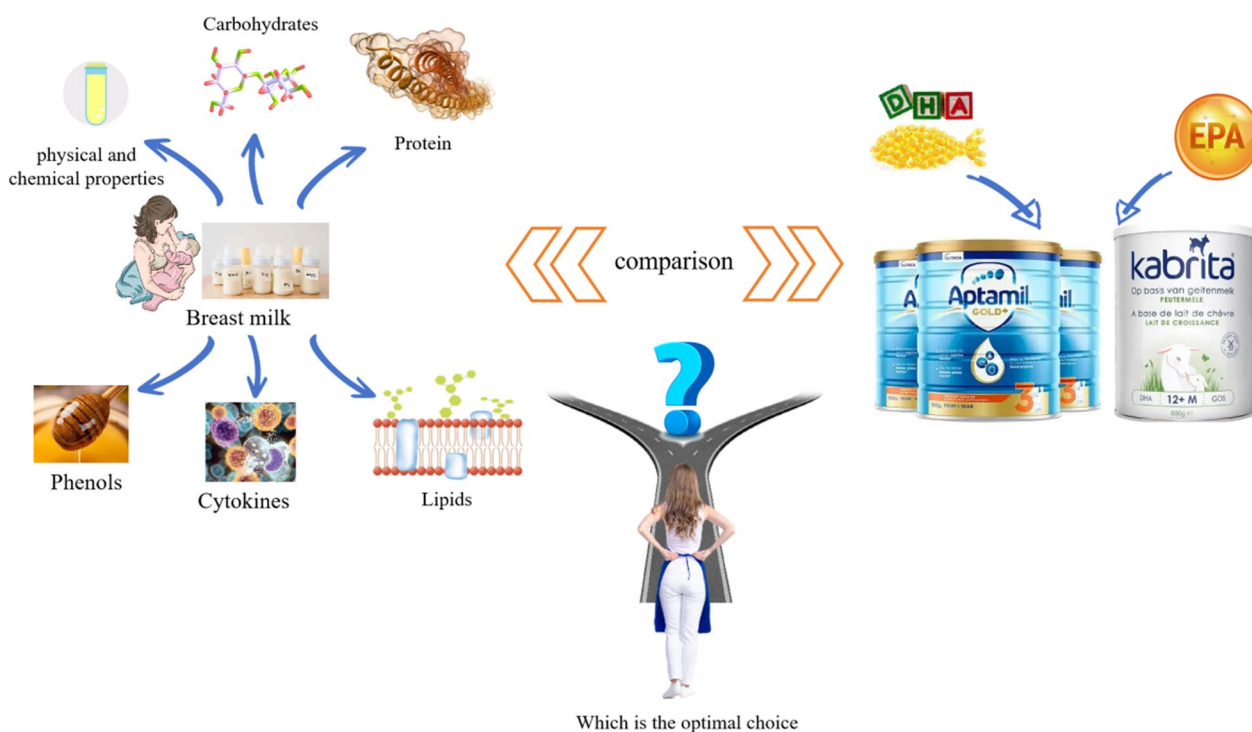 Carbohydrates
Protein
physical and
chemical properties
Breast milk
Phenols
Cytokines
Lipids
comparison
Which is the optimal choice
DHA
EPA
Aptamil
GOLD+
3
3
kabrita
Op basis van geitenmelk
PEUTERMELK
A base de lait de chèvre
LAIT DE CROISSANCE
DHA
12+ M
GOS
800g e